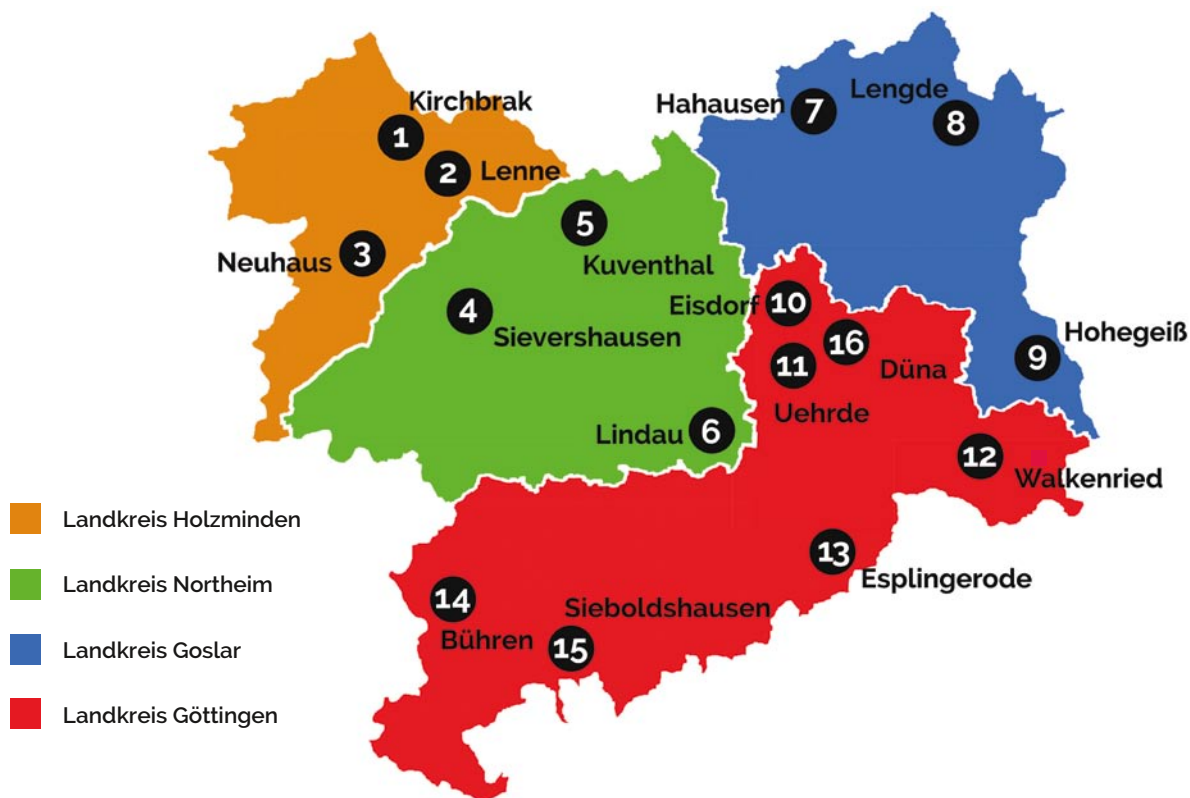 Kirchbrak
1
2
Lenne
Neuhaus
3
Hahausen
7
Lengde
8
5
Kuventhal
4
Sievershausen
Eisdorf
10
16
Düna
11
Uehrde
Hohegeiß
9
Lindau
6
12
Walkenried
13
Esplingerode
14
Bühren
Sieboldshausen
15
Landkreis Holzminden
Landkreis Northeim
Landkreis Goslar
Landkreis Göttingen